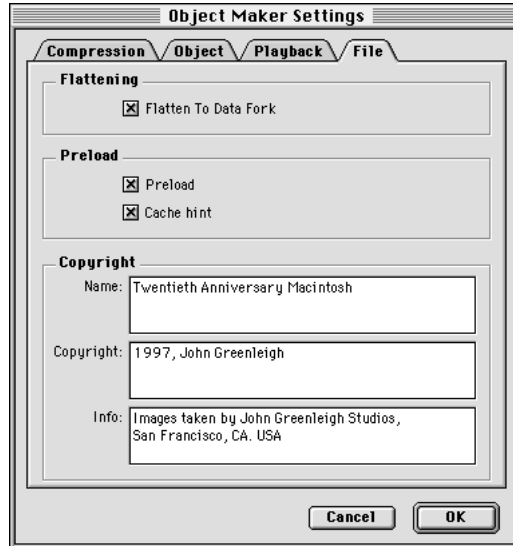 Object Maker Settings
Compression Object Playback File
Flattening
Flatten To Data Fork
Preload
Preload
Cache hint
Copyright
Name: Twentieth Anniversary Macintosh
Copyright: 1997, John Greenleigh
Info: Images taken by John Greenleigh Studios,
San Francisco, CA. USA
Cancel OK